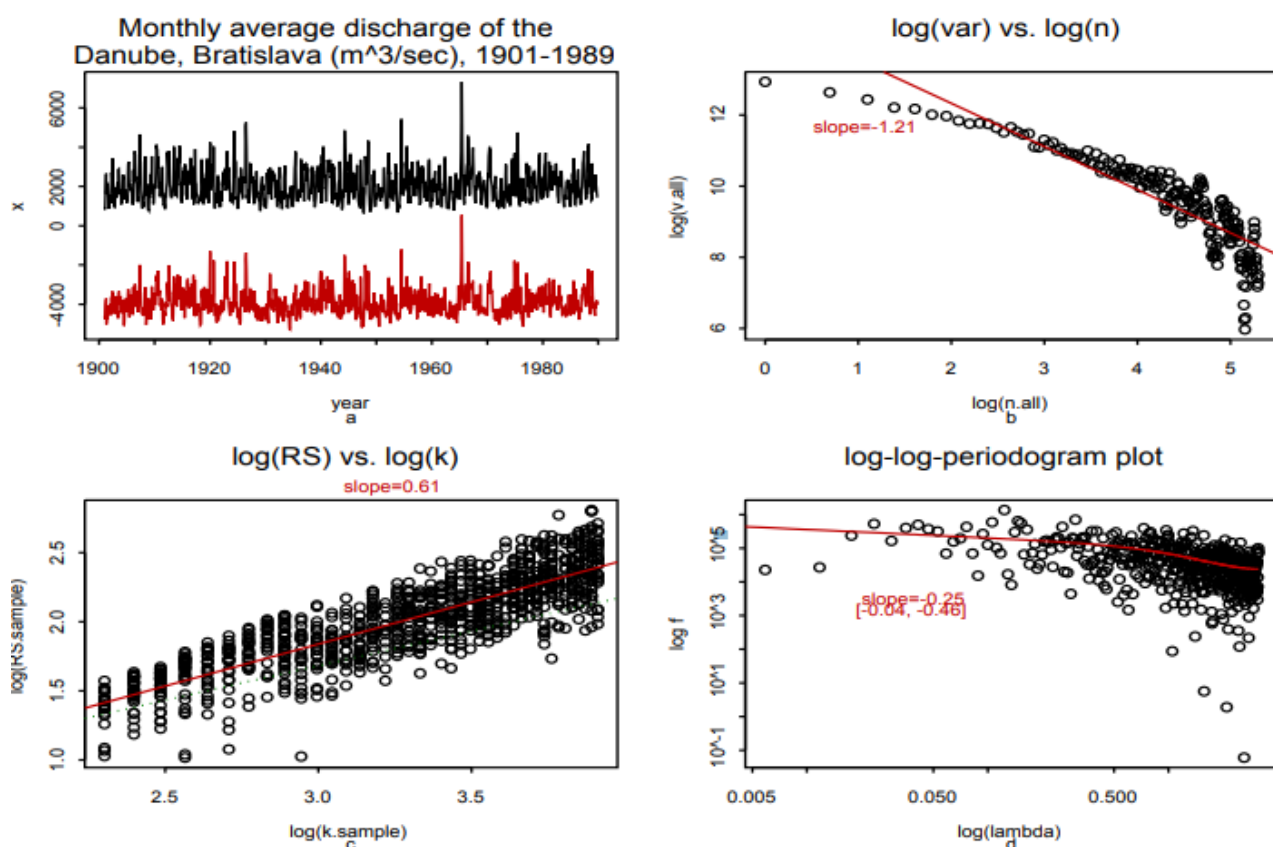 Monthly average discharge of the
Danube, Bratislava (m^3/sec), 1901-1989
x
6000
2000
0
-4000
1900
1920
1940
1960
1980
year
a
log(var) vs. log(n)
slope=-1.21
log(v.all)
12
10
8
6
0
1
2
3
4
5
log(n.all)
b
log(RS) vs. log(k)
slope=0.61
log(RS.sample)
2.5
2.0
1.5
1.0
2.5
3.0
3.5
log(k.sample)
c
log-log-periodogram plot
slope=-0.25
[-0.04, -0.46]
log f
10^5
10^3
10^1
10^-1
0.005
0.050
0.500
log(lambda)
d